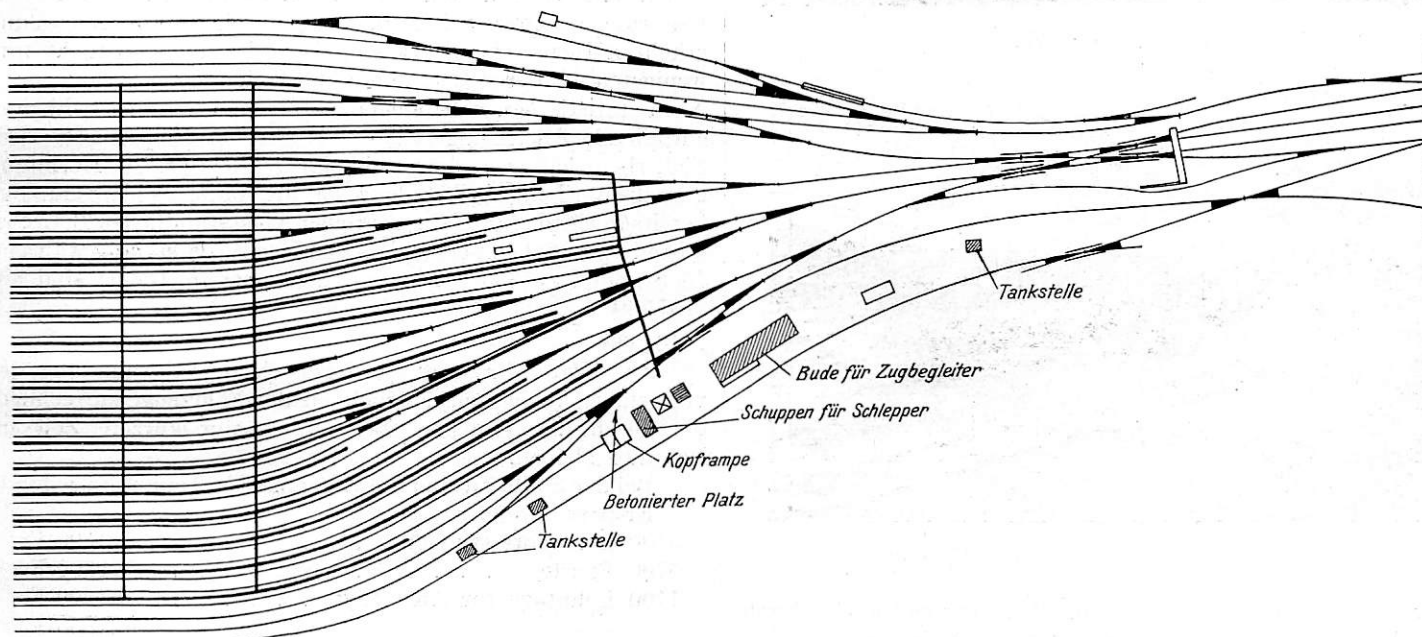 Tankstelle
Bude für Zugbegleiter
Schuppen für Schlepper
Kopframpe
Betonierter Platz
Tankstelle